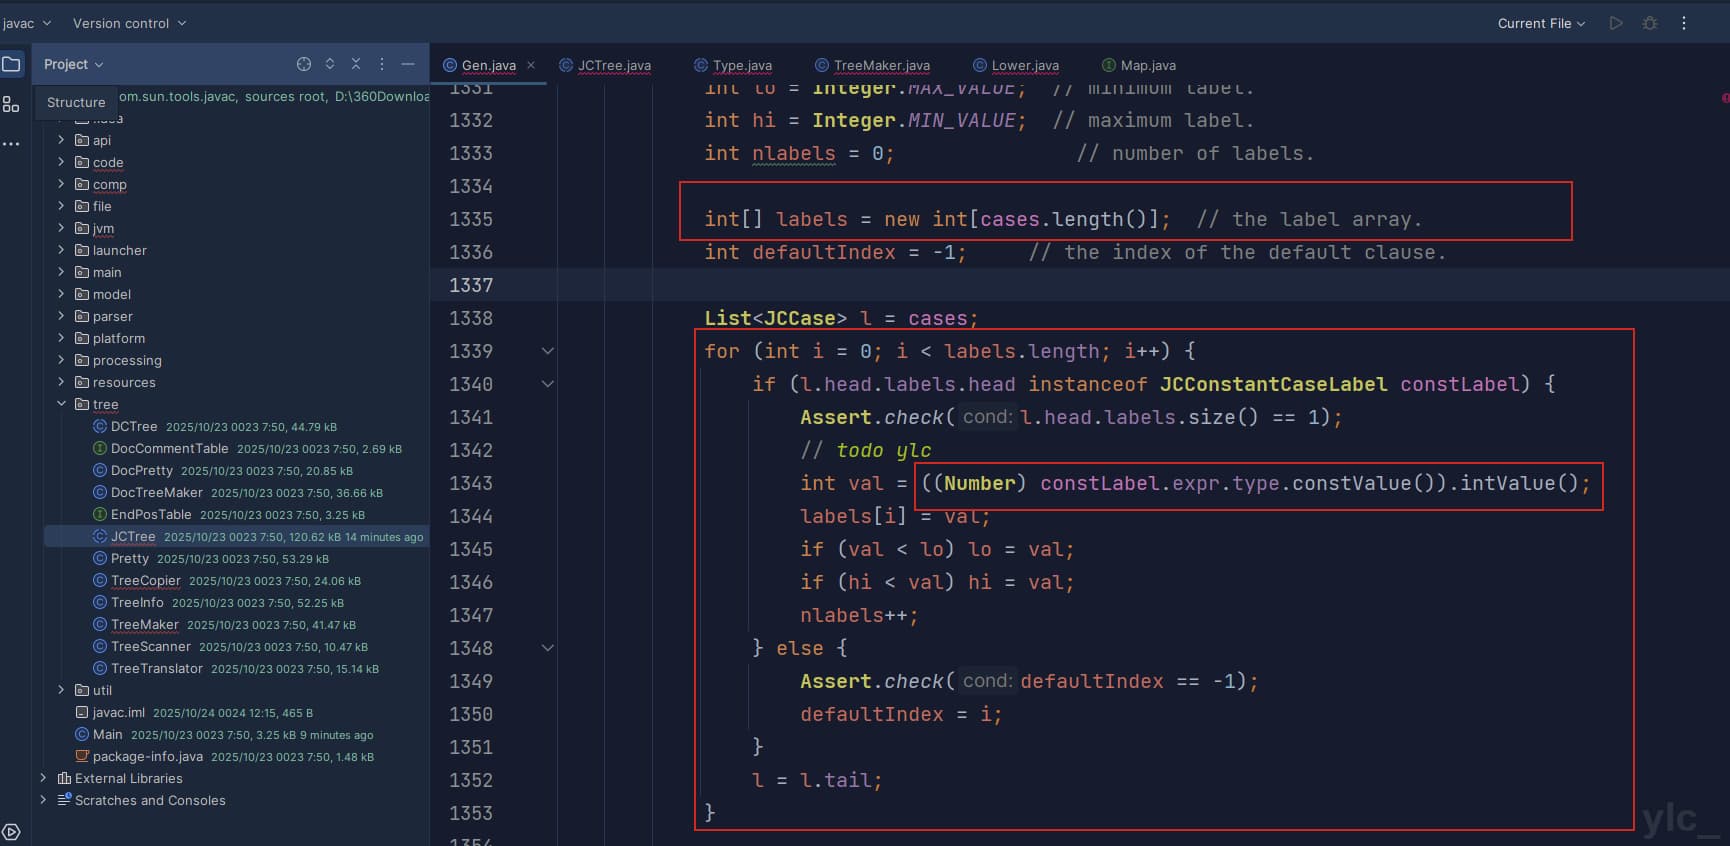 javac
Version control
Current File
Project
Gen.java
JCTree.java
Type.java
TreeMaker.java
Lower.java
Map.java
Structure
om.sun.tools.javac, sources root, D:\360Downloa
api
code
comp
file
jvm
launcher
main
model
parser
platform
processing
resources
tree
DCTree 2025/10/23 0023 7:50, 44.79 kB
DocCommentTable 2025/10/23 0023 7:50, 2.69 kB
DocPretty 2025/10/23 0023 7:50, 20.85 kB
DocTreeMaker 2025/10/23 0023 7:50, 36.66 kB
EndPosTable 2025/10/23 0023 7:50, 3.25 kB
JCTree 2025/10/23 0023 7:50, 120.62 kB 14 minutes ago
Pretty 2025/10/23 0023 7:50, 53.29 kB
TreeCopier 2025/10/23 0023 7:50, 24.06 kB
TreeInfo 2025/10/23 0023 7:50, 52.25 kB
TreeMaker 2025/10/23 0023 7:50, 41.47 kB
TreeScanner 2025/10/23 0023 7:50, 10.47 kB
TreeTranslator 2025/10/23 0023 7:50, 15.14 kB
util
javac.iml 2025/10/24 0024 12:15, 465 B
Main 2025/10/23 0023 7:50, 3.25 kB 9 minutes ago
package-info.java 2025/10/23 0023 7:50, 1.48 kB
External Libraries
Scratches and Consoles
1331 int lo = Integer.MAX_VALUE; // minimum label.
1332 int hi = Integer.MIN_VALUE; // maximum label.
1333 int nlabels = 0; // number of labels.
1334
1335 int[] labels = new int[cases.length()]; // the label array.
1336 int defaultIndex = -1; // the index of the default clause.
1337
1338 List<JCCase> l = cases;
1339 for (int i = 0; i < labels.length; i++) {
1340 if (l.head.labels.head instanceof JCConstantCaseLabel constLabel) {
1341 Assert.check( cond: l.head.labels.size() == 1);
1342 // todo ylc
1343 int val = ((Number) constLabel.expr.type.constValue()).intValue();
1344 labels[i] = val;
1345 if (val < lo) lo = val;
1346 if (hi < val) hi = val;
1347 nlabels++;
1348 } else {
1349 Assert.check( cond: defaultIndex == -1);
1350 defaultIndex = i;
1351 }
1352 l = l.tail;
1353 }
1354
ylc_